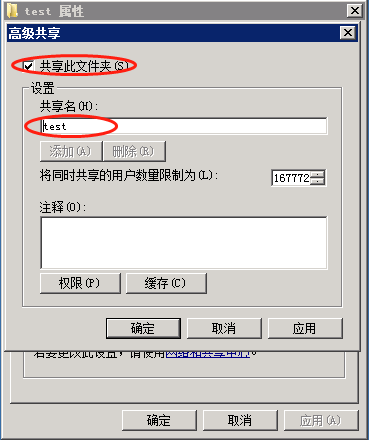 test 属性
高级共享
共享此文件夹(S)
设置
共享名(H):
test
添加(A) 删除(R)
将同时共享的用户数量限制为(L): 167772
注释(O):
权限(P) 缓存(C)
确定 取消 应用
若要更改此设置，请使用网络和共享中心。
确定 取消 应用(A)